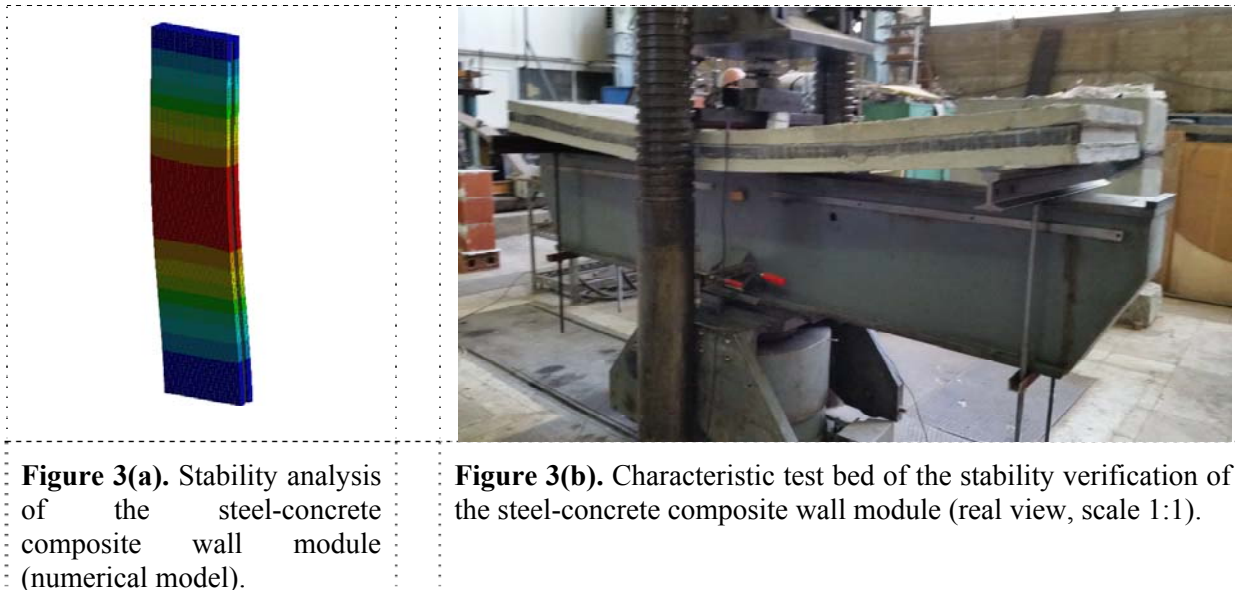 Figure 3(a). Stability analysis
of the steel-concrete
composite wall module
(numerical model).
Figure 3(b). Characteristic test bed of the stability verification of
the steel-concrete composite wall module (real view, scale 1:1).